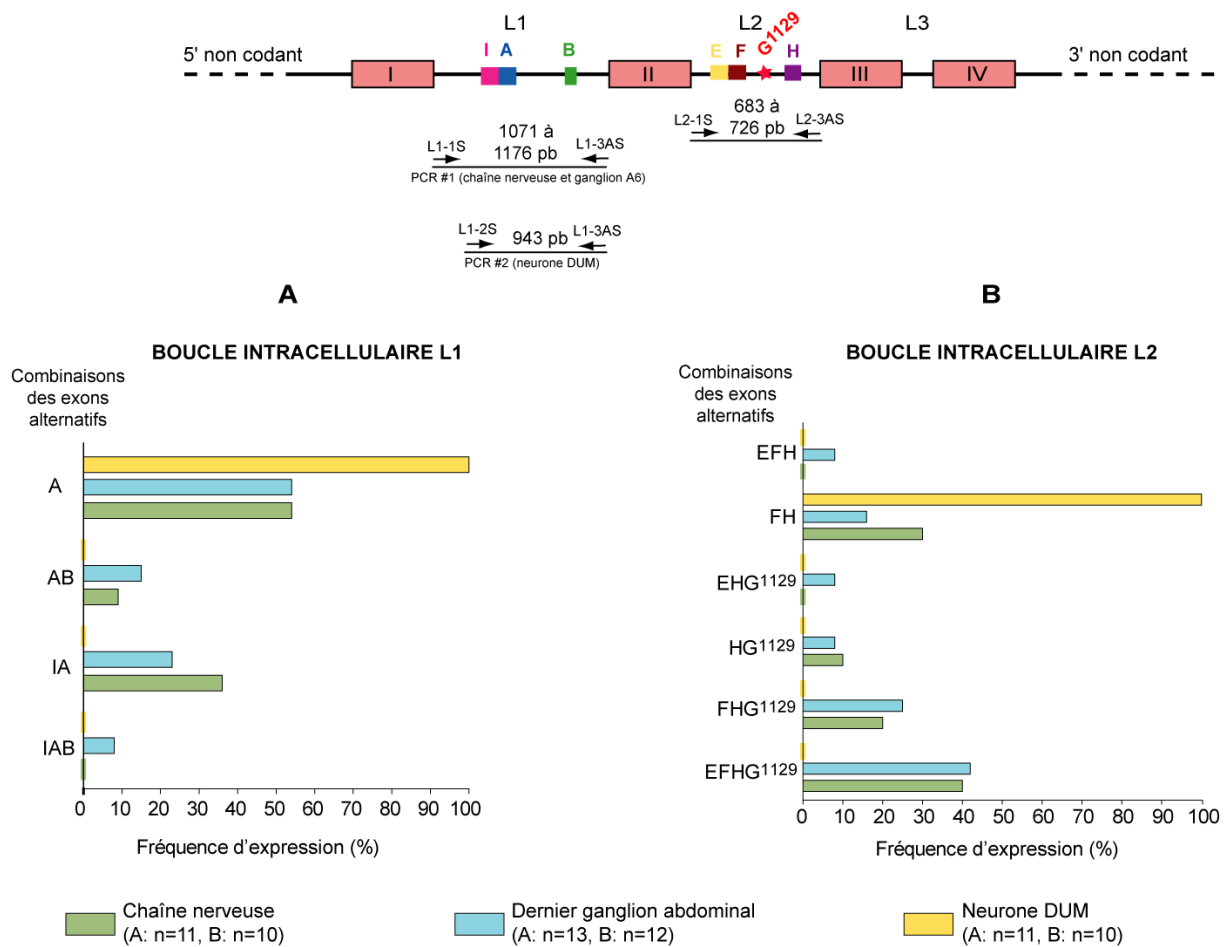 L1 L2 L3
5' non codant I A B E F G1129 H 3' non codant
I II III IV
L1-1S 1071 à 1176 pb L1-3AS
PCR #1 (chaîne nerveuse et ganglion A6)
L2-1S 683 à 726 pb L2-3AS
L1-2S 943 pb L1-3AS
PCR #2 (neurone DUM)
A
BOUCLE INTRACELLULAIRE L1
Combinaisons
des exons
alternatifs
A
AB
IA
IAB
0 10 20 30 40 50 60 70 80 90 100
Fréquence d'expression (%)
B
BOUCLE INTRACELLULAIRE L2
Combinaisons
des exons
alternatifs
EFH
FH
EHG1129
HG1129
FHG1129
EFHG1129
0 10 20 30 40 50 60 70 80 90 100
Fréquence d'expression (%)
Chaîne nerveuse
(A: n=11, B: n=10)
Dernier ganglion abdominal
(A: n=13, B: n=12)
Neurone DUM
(A: n=11, B: n=10)